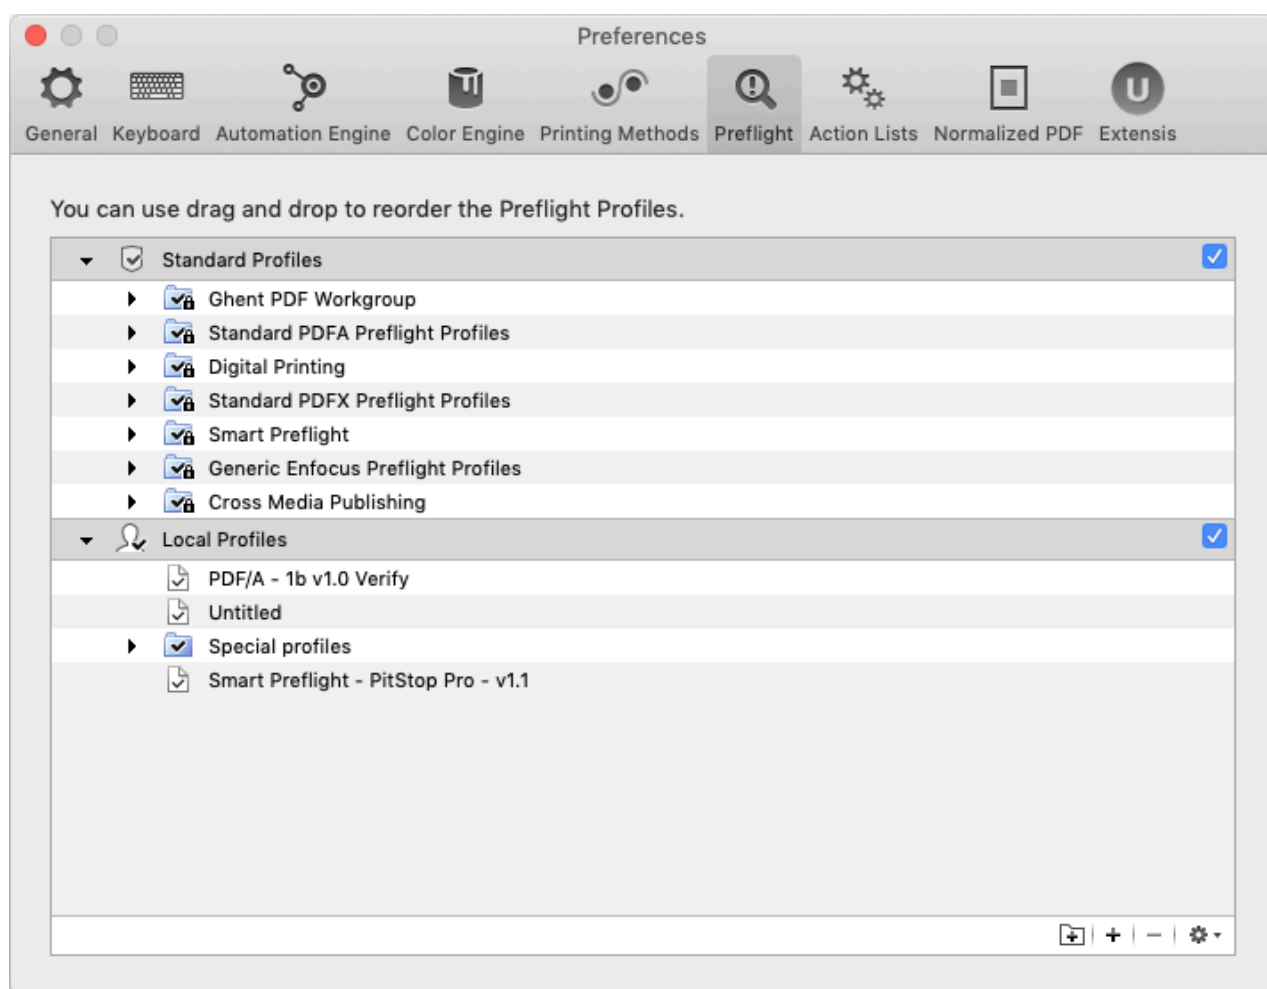 Preferences
General Keyboard Automation Engine Color Engine Printing Methods Preflight Action Lists Normalized PDF Extensis
You can use drag and drop to reorder the Preflight Profiles.
Standard Profiles
Ghent PDF Workgroup
Standard PDFA Preflight Profiles
Digital Printing
Standard PDFX Preflight Profiles
Smart Preflight
Generic Enfocus Preflight Profiles
Cross Media Publishing
Local Profiles
PDF/A - 1b v1.0 Verify
Untitled
Special profiles
Smart Preflight - PitStop Pro - v1.1